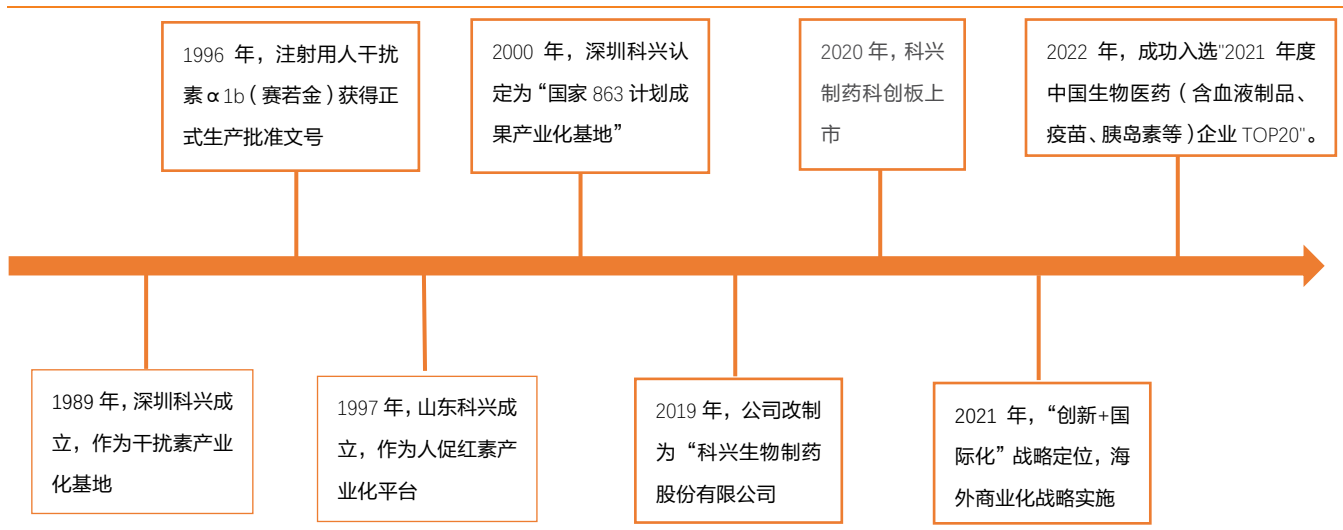 1996 年，注射用人干扰
素α1b（赛若金）获得正
式生产批准文号
2000 年，深圳科兴认
定为“国家 863 计划成
果产业化基地”
2020 年，科兴
制药科创板上
市
2022 年，成功入选"2021 年度
中国生物医药（含血液制品、
疫苗、胰岛素等）企业 TOP20"。
1989 年，深圳科兴成
立，作为干扰素产业
化基地
1997 年，山东科兴成
立，作为人促红素产
业化平台
2019 年，公司改制
为“科兴生物制药
股份有限公司
2021 年，“创新+国
际化”战略定位，海
外商业化战略实施